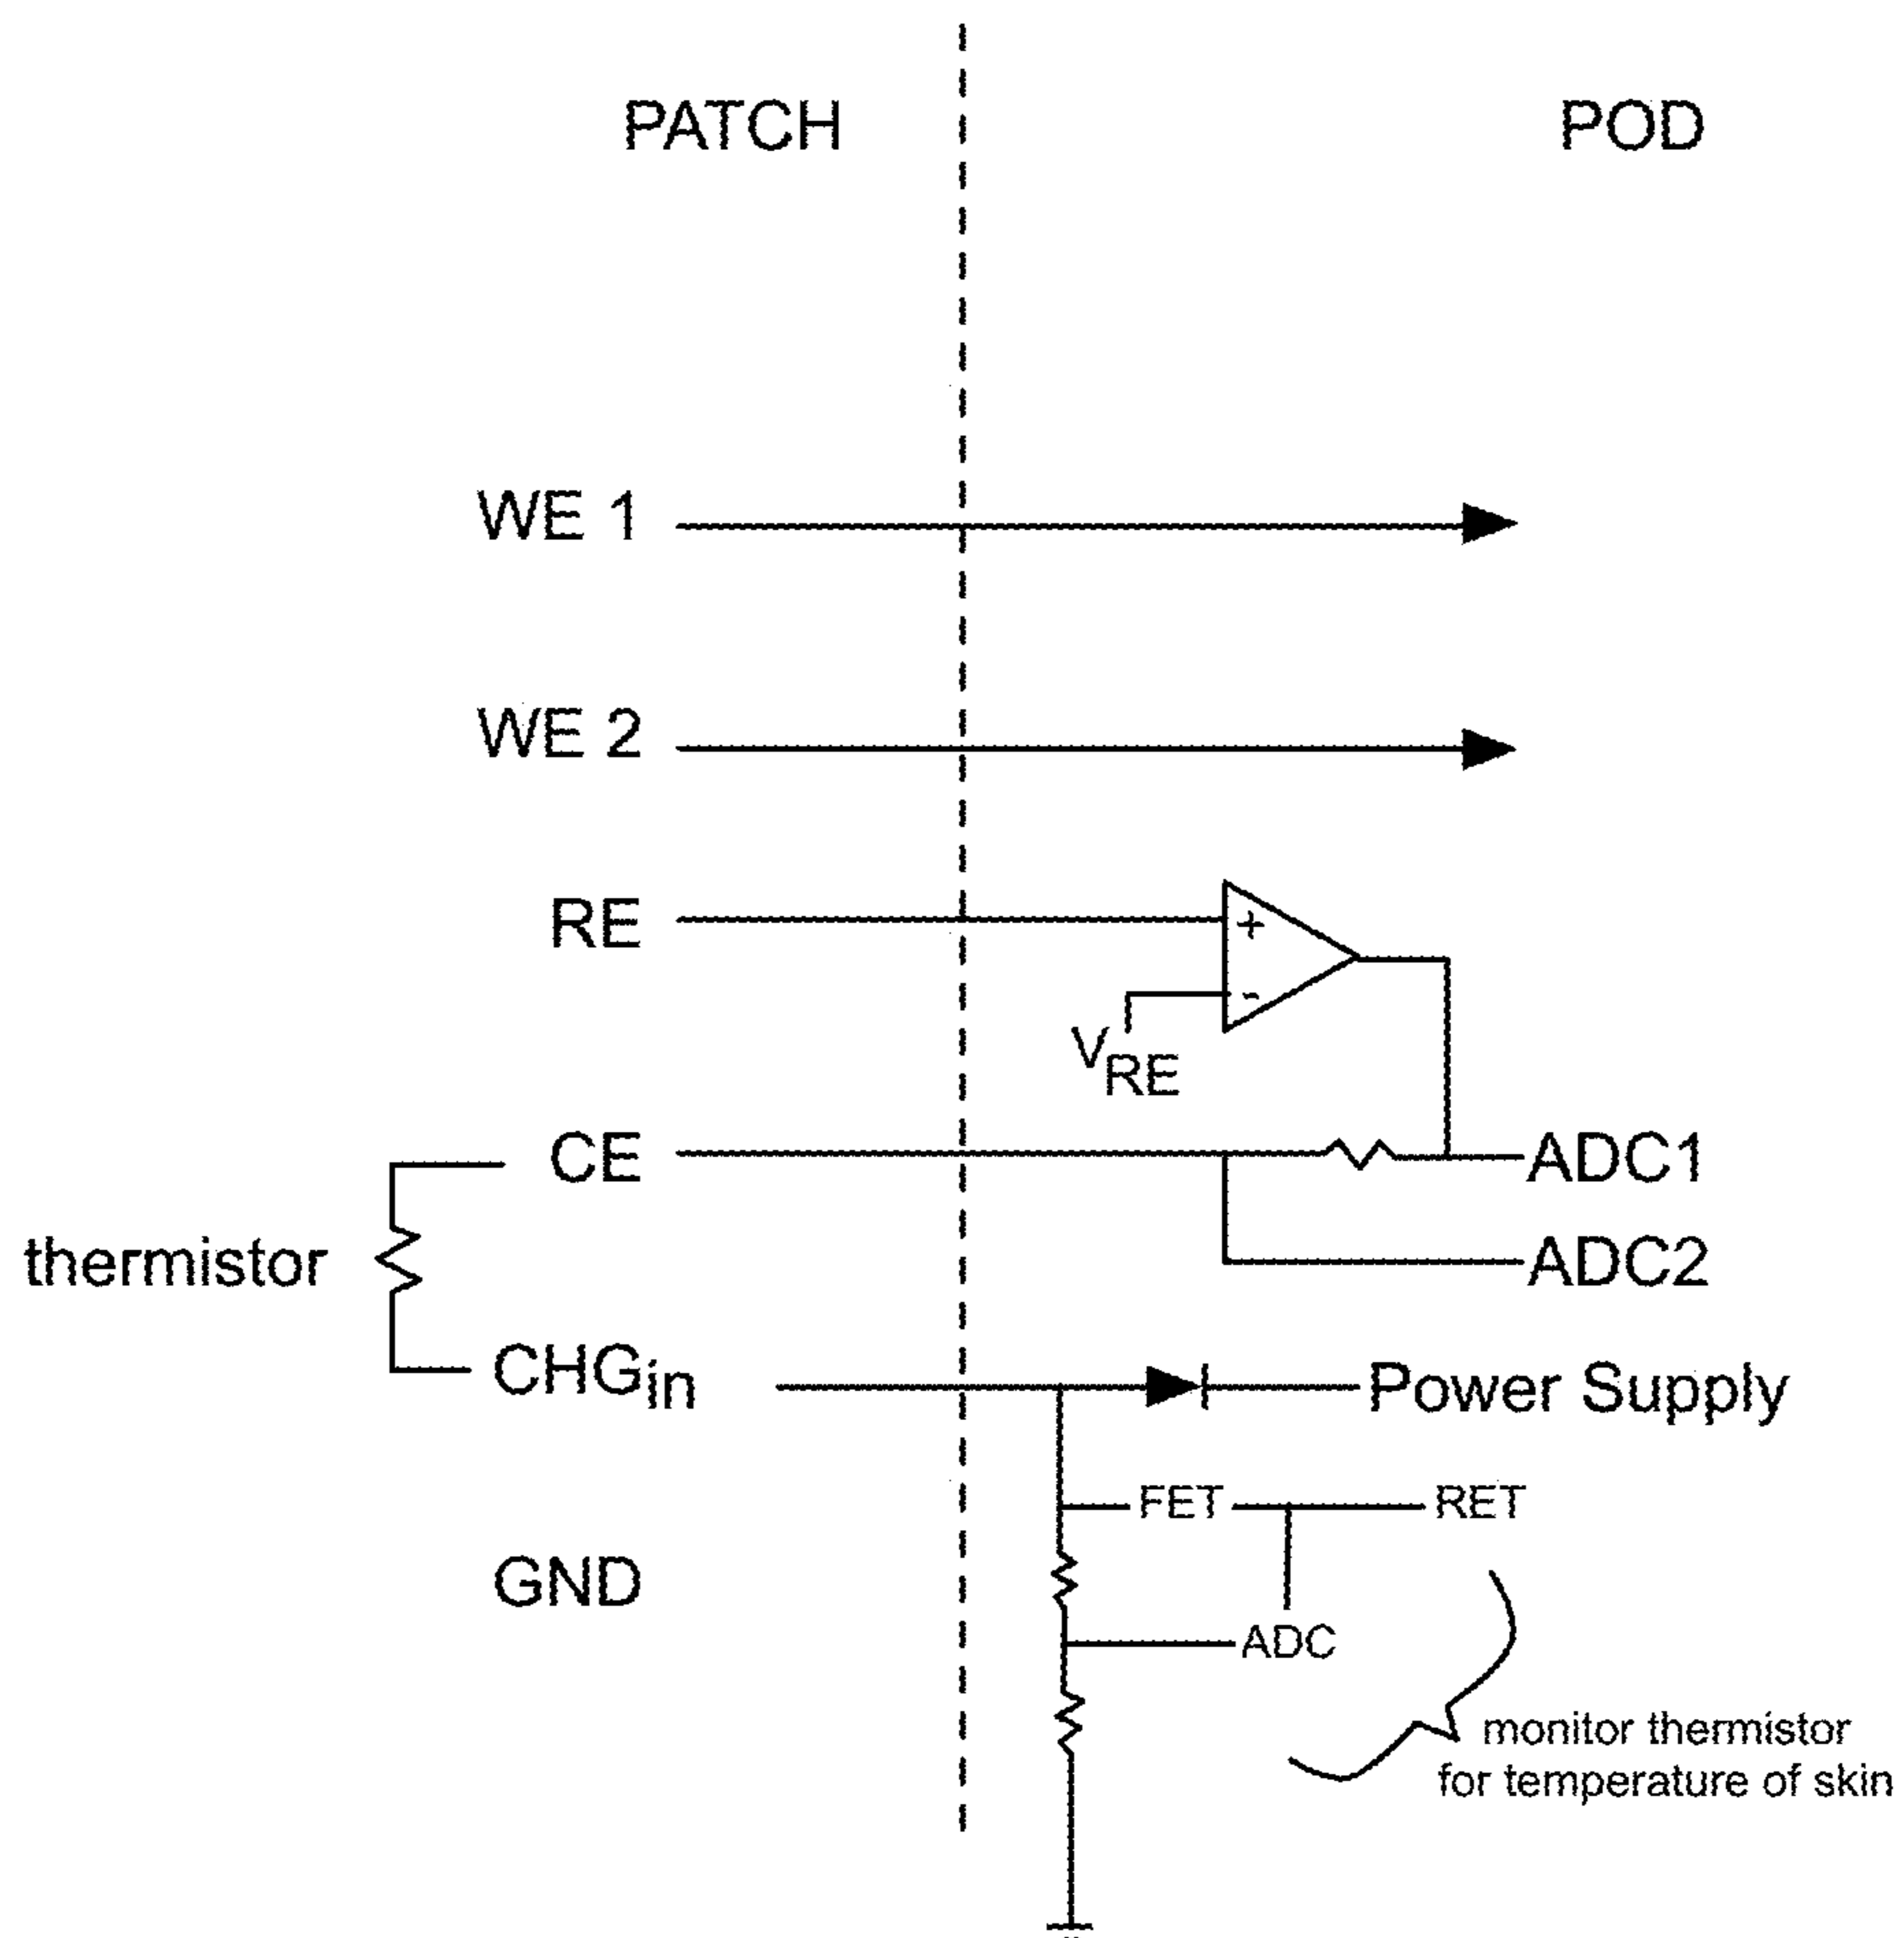 PATCH
POD
WE 1
WE 2
RE
+
-
VRE
CE
ADC1
thermistor
ADC2
CHGin
Power Supply
FET
RET
GND
ADC
monitor thermistor
for temperature of skin